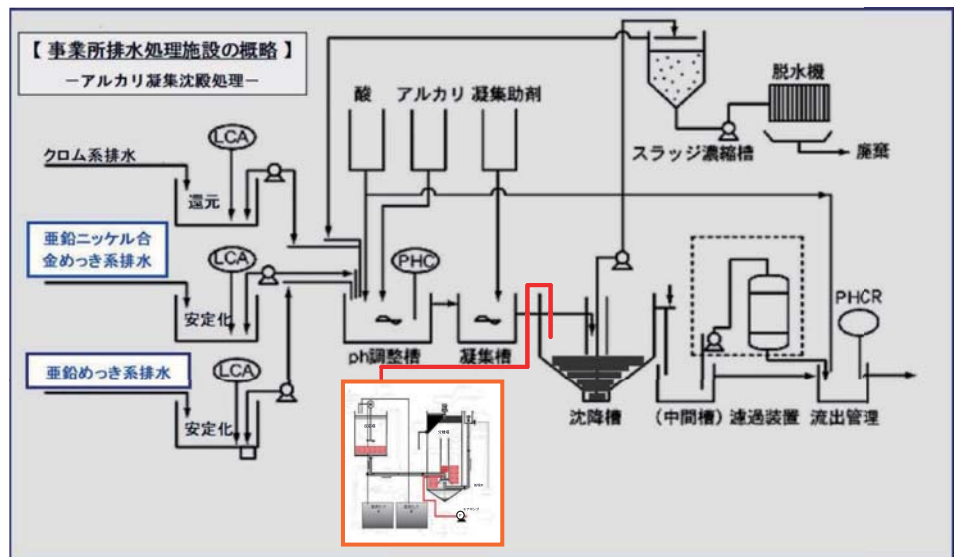 【 事業所排水処理施設の概略 】
－アルカリ凝集沈殿処理－
脱水機
酸
アルカリ
凝集助剤
スラッジ濃縮槽
廃棄
LCA
クロム系排水
還元
亜鉛ニッケル合
金めっき系排水
LCA
安定化
PHC
PHCR
ph調整槽
凝集槽
沈降槽
（中間槽）
濾過装置
流出管理
亜鉛めっき系排水
LCA
安定化